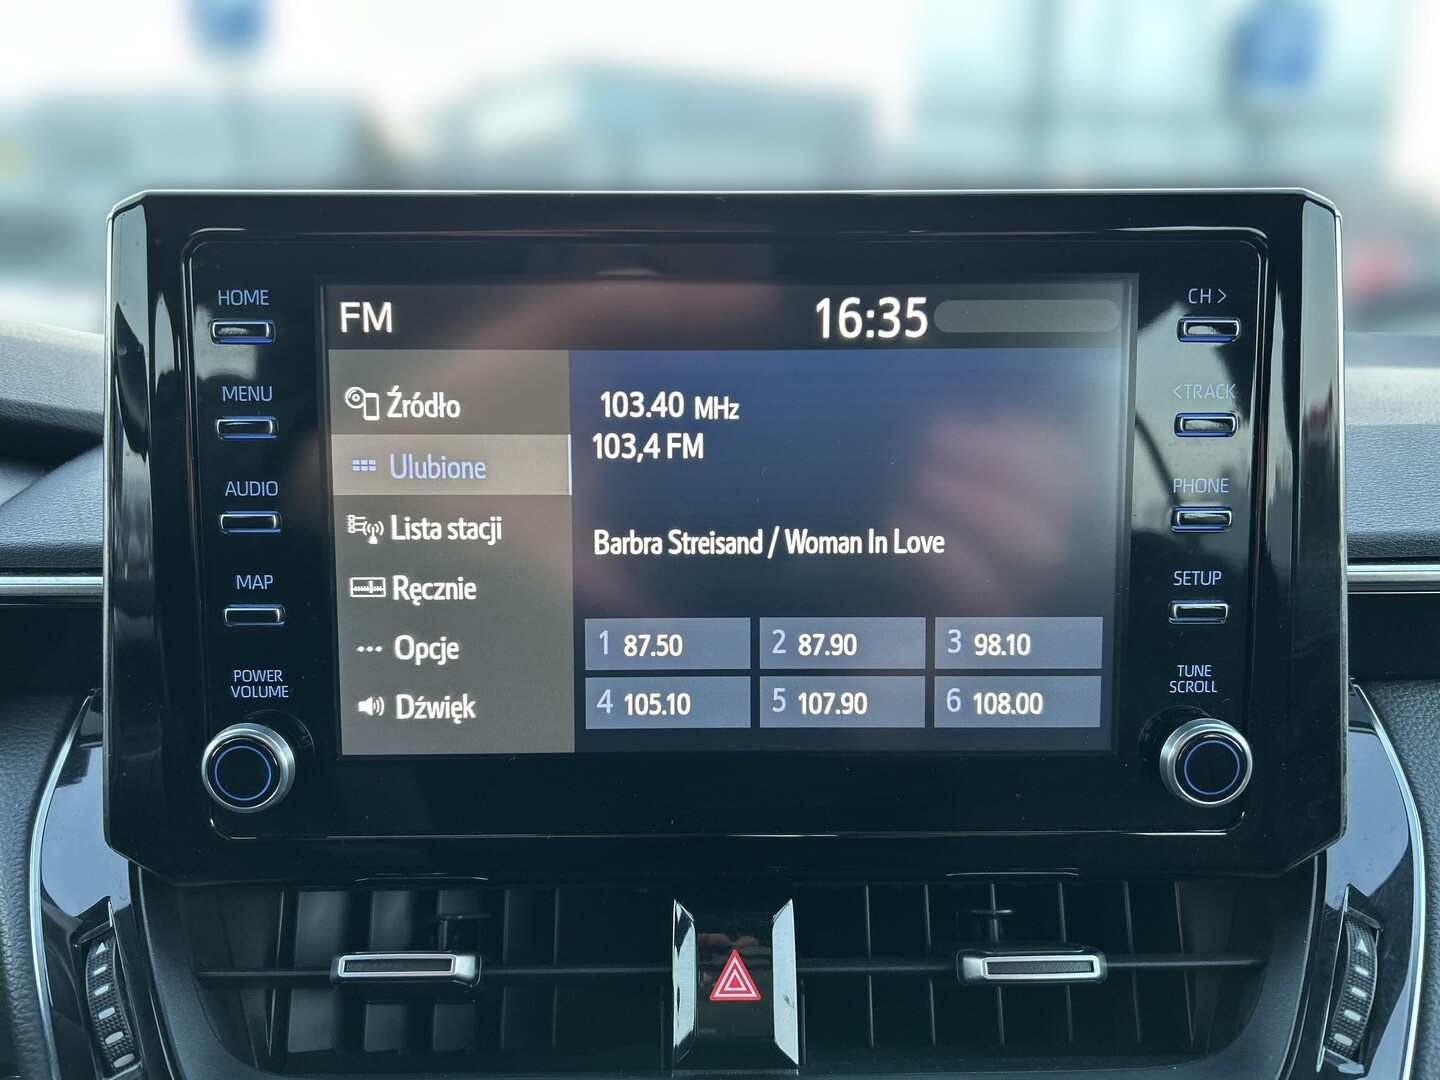 HOME
MENU
AUDIO
MAP
POWER
VOLUME
FM
16:35
Źródło
Ulubione
Lista stacji
Ręcznie
Opcje
Dźwięk
103.40 MHz
103,4 FM
Barbra Streisand / Woman In Love
1 87.50
2 87.90
3 98.10
4 105.10
5 107.90
6 108.00
CH >
< TRACK
PHONE
SETUP
TUNE
SCROLL